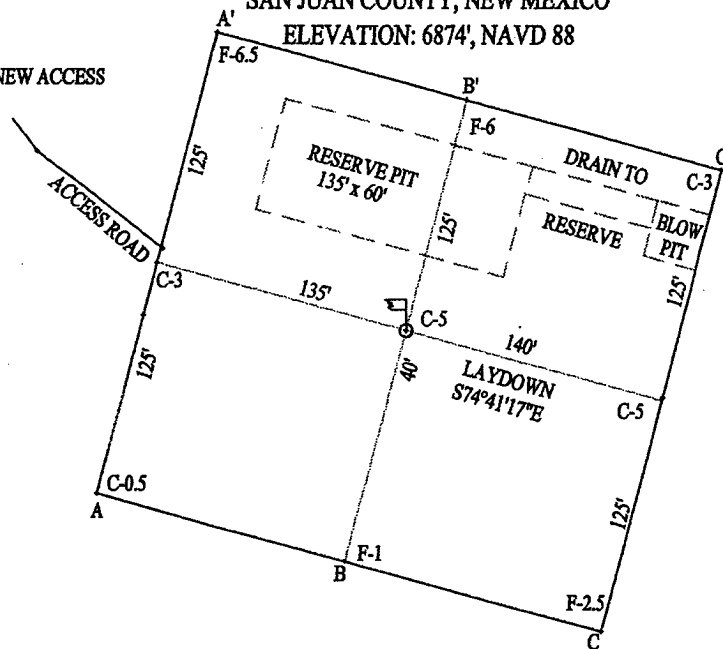 SAN JUAN COUNTY, NEW MEXICO
ELEVATION: 6874', NAVD 88
NEW ACCESS
A'
F-6.5
B'
F-6
C-3
125'
RESERVE PIT
135' x 60'
DRAIN TO
RESERVE
BLOW
PIT
ACCESS ROAD
125'
125'
C-3
135'
C-5
140'
LAYDOWN
S74°41'17"E
40'
C-5
125'
125'
C-0.5
A
F-1
B
F-2.5
C